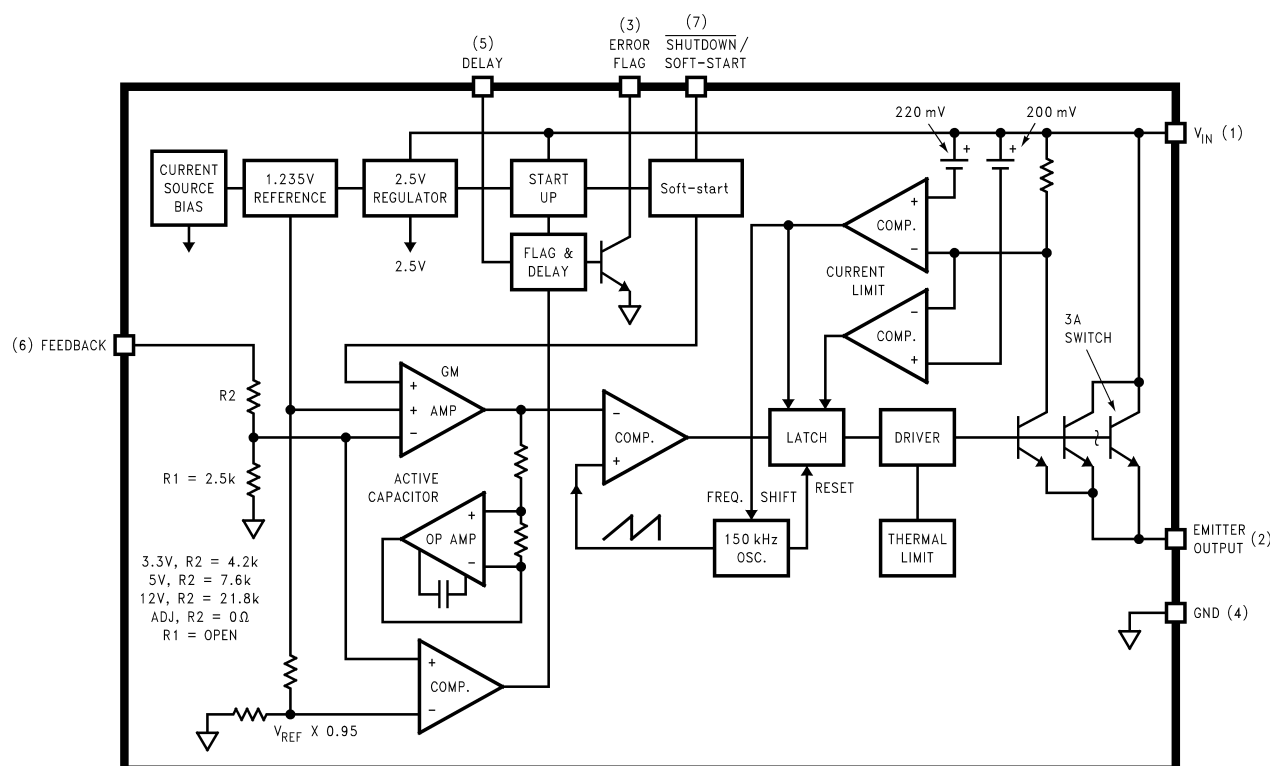 (5)
DELAY
(3)
ERROR
FLAG
(7)
SHUTDOWN /
SOFT-START
220 mV
200 mV
VIN (1)
+
+
CURRENT
SOURCE
BIAS
1.235V
REFERENCE
2.5V
REGULATOR
START
UP
Soft-start
2.5V
FLAG &
DELAY
+
COMP.
−
CURRENT
LIMIT
−
COMP.
+
3A
SWITCH
(6) FEEDBACK
R2
R1 = 2.5k
GM
+
+ AMP
−
−
COMP.
+
LATCH
DRIVER
ACTIVE
CAPACITOR
+
OP AMP
−
FREQ. SHIFT
RESET
150 kHz
OSC.
THERMAL
LIMIT
EMITTER
OUTPUT (2)
3.3V, R2 = 4.2k
5V, R2 = 7.6k
12V, R2 = 21.8k
ADJ, R2 = 0Ω
R1 = OPEN
GND (4)
+
COMP.
−
VREF X 0.95